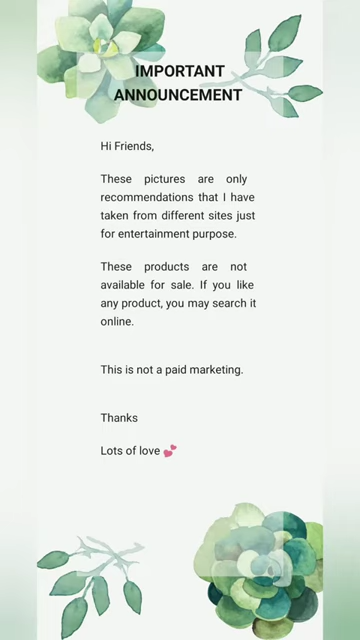 IMPORTANT
ANNOUNCEMENT
Hi Friends,
These pictures are only
recommendations that I have
taken from different sites just
for entertainment purpose.
These products are not
available for sale. If you like
any product, you may search it
online.
This is not a paid marketing.
Thanks
Lots of love 💕